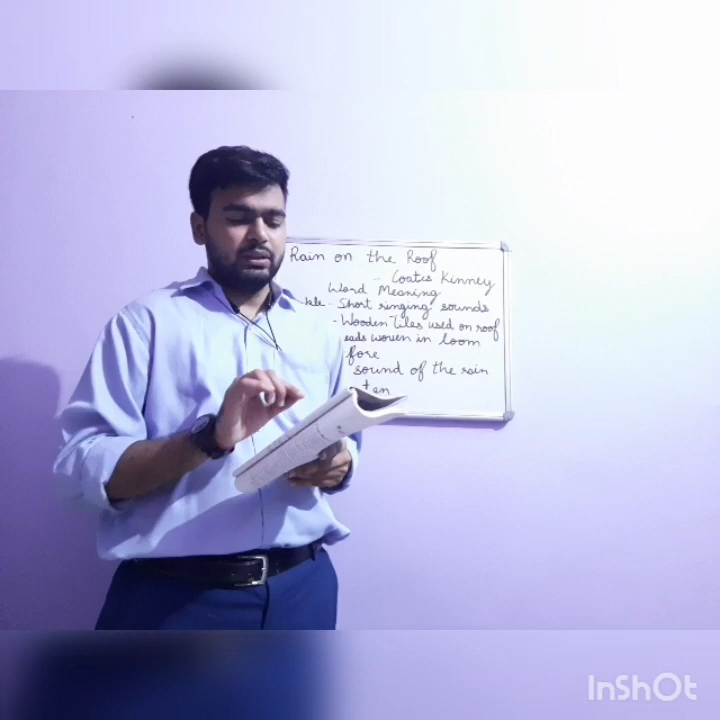 Rain on the Roof
- Coates Kinney
Word Meaning
- Short ringing sounds
- Wooden Tiles used on roof
woven in loom
fore
sound of the rain
InShOt